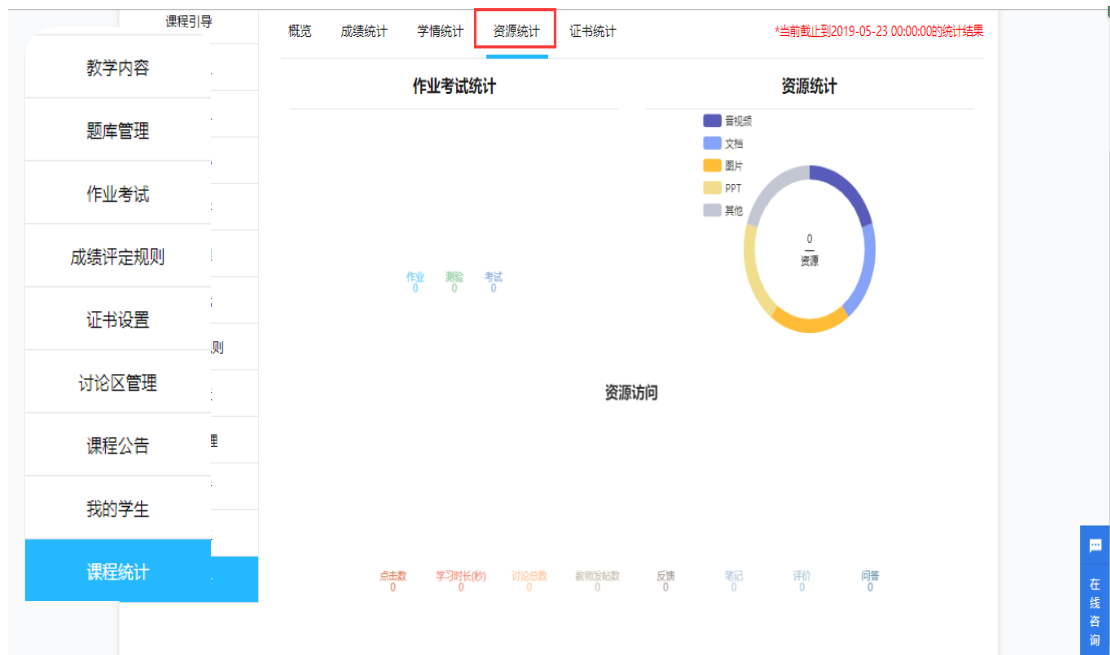 课程引导
教学内容
题库管理
作业考试
成绩评定规则
证书设置
讨论区管理
课程公告
我的学生
课程统计
则
理
概览 成绩统计 学情统计 资源统计 证书统计 *当前截止到2019-05-23 00:00:00的统计结果
作业考试统计
作业 测验 考试
0 0 0
资源统计
音视频
文档
图片
PPT
其他
0
资源
资源访问
点击数 学习时长(秒) 讨论总数 教师发帖数 反馈 笔记 评价 问答
0 0 0 0 0 0 0 0
在线咨询